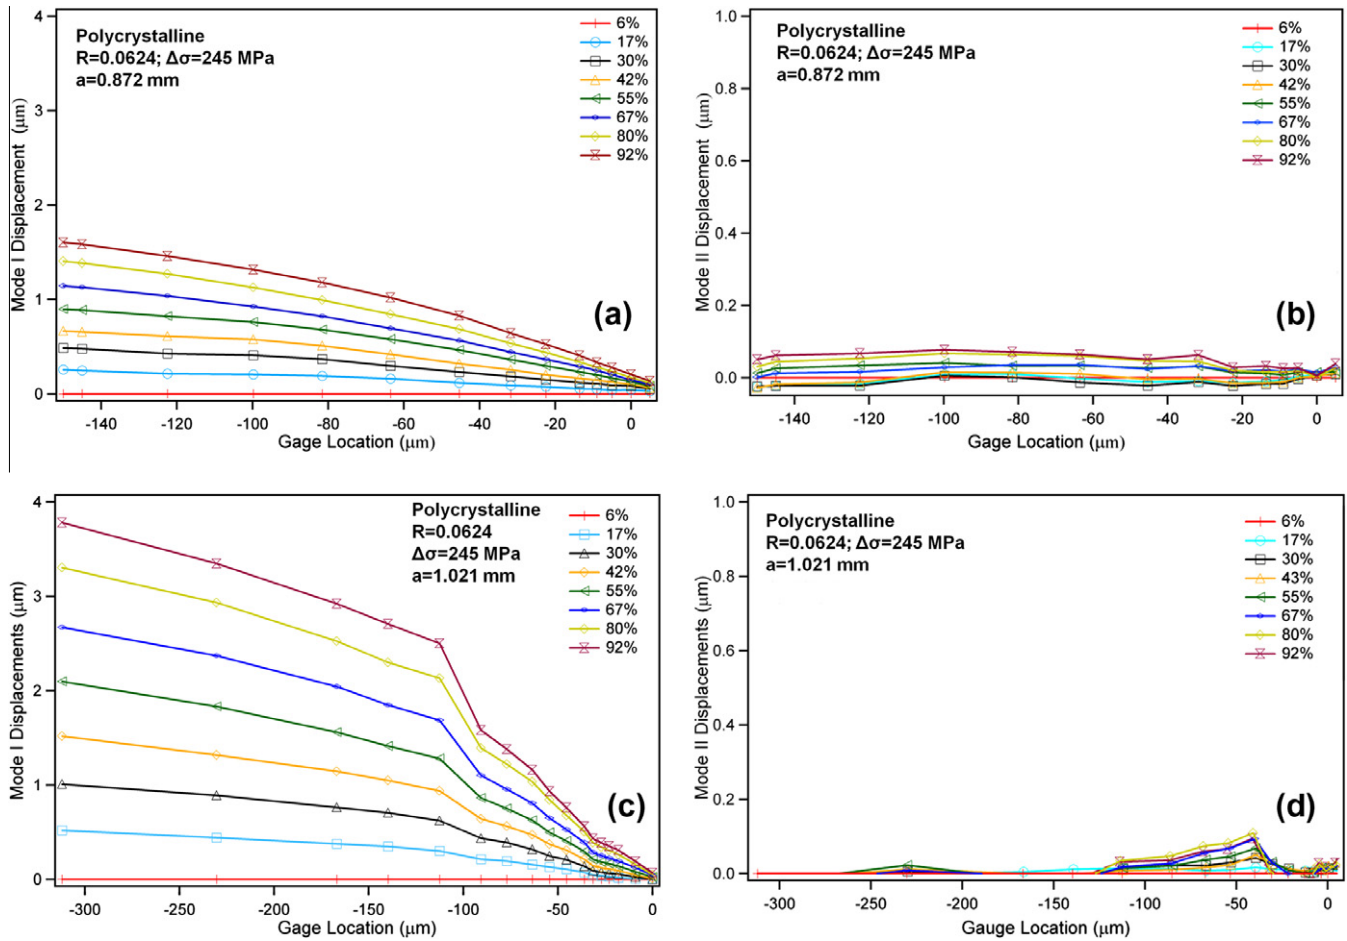 Polycrystalline
R=0.0624; Δσ=245 MPa
a=0.872 mm
6%
17%
30%
42%
55%
67%
80%
92%
(a)
Mode I Displacement (μm)
4
3
2
1
0
-140 -120 -100 -80 -60 -40 -20 0
Gage Location (μm)
Polycrystalline
R=0.0624; Δσ=245 MPa
a=0.872 mm
6%
17%
30%
42%
55%
67%
80%
92%
(b)
Mode II Displacement (μm)
1.0
0.8
0.6
0.4
0.2
0.0
-140 -120 -100 -80 -60 -40 -20 0
Gage Location (μm)
Polycrystalline
R=0.0624
Δσ=245 MPa
a=1.021 mm
6%
17%
30%
42%
55%
67%
80%
92%
(c)
Mode I Displacements (μm)
4
3
2
1
0
-300 -250 -200 -150 -100 -50 0
Gage Location (μm)
Polycrystalline
R=0.0624; Δσ=245 MPa
a=1.021 mm
6%
17%
30%
43%
55%
67%
80%
92%
(d)
Mode II Displacements (μm)
1.0
0.8
0.6
0.4
0.2
0.0
-300 -250 -200 -150 -100 -50 0
Gauge Location (μm)